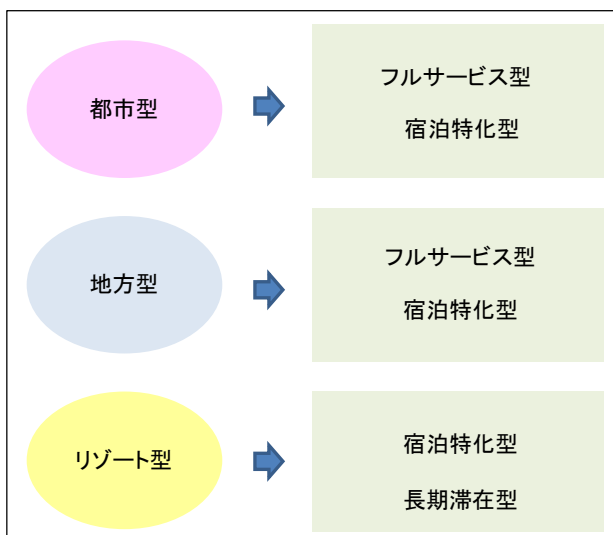 都市型
フルサービス型
宿泊特化型
地方型
フルサービス型
宿泊特化型
リゾート型
宿泊特化型
長期滞在型